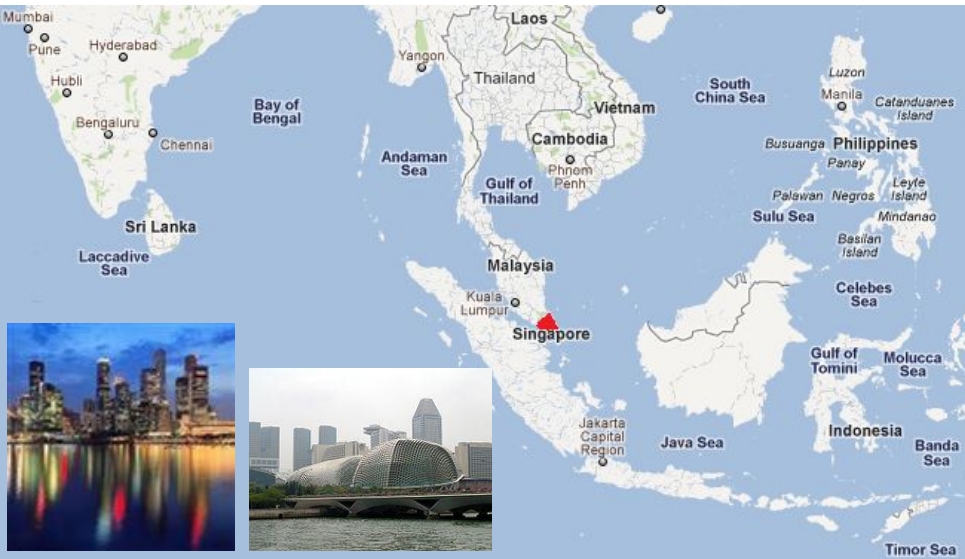 Mumbai
Pune
Hyderabad
Hubli
Bengaluru
Chennai
Bay of
Bengal
Sri Lanka
Laccadive
Sea
Yangon
Laos
Thailand
Vietnam
Cambodia
Phnom
Penh
Andaman
Sea
Gulf of
Thailand
South
China Sea
Luzon
Manila
Catanduanes
Island
Busuanga
Philippines
Panay
Palawan
Negros
Leyte
Island
Sulu Sea
Mindanao
Basilan
Island
Malaysia
Kuala
Lumpur
Singapore
Celebes
Sea
Gulf of
Tomini
Molucca
Sea
Jakarta
Capital
Region
Java Sea
Indonesia
Banda
Sea
Timor Sea